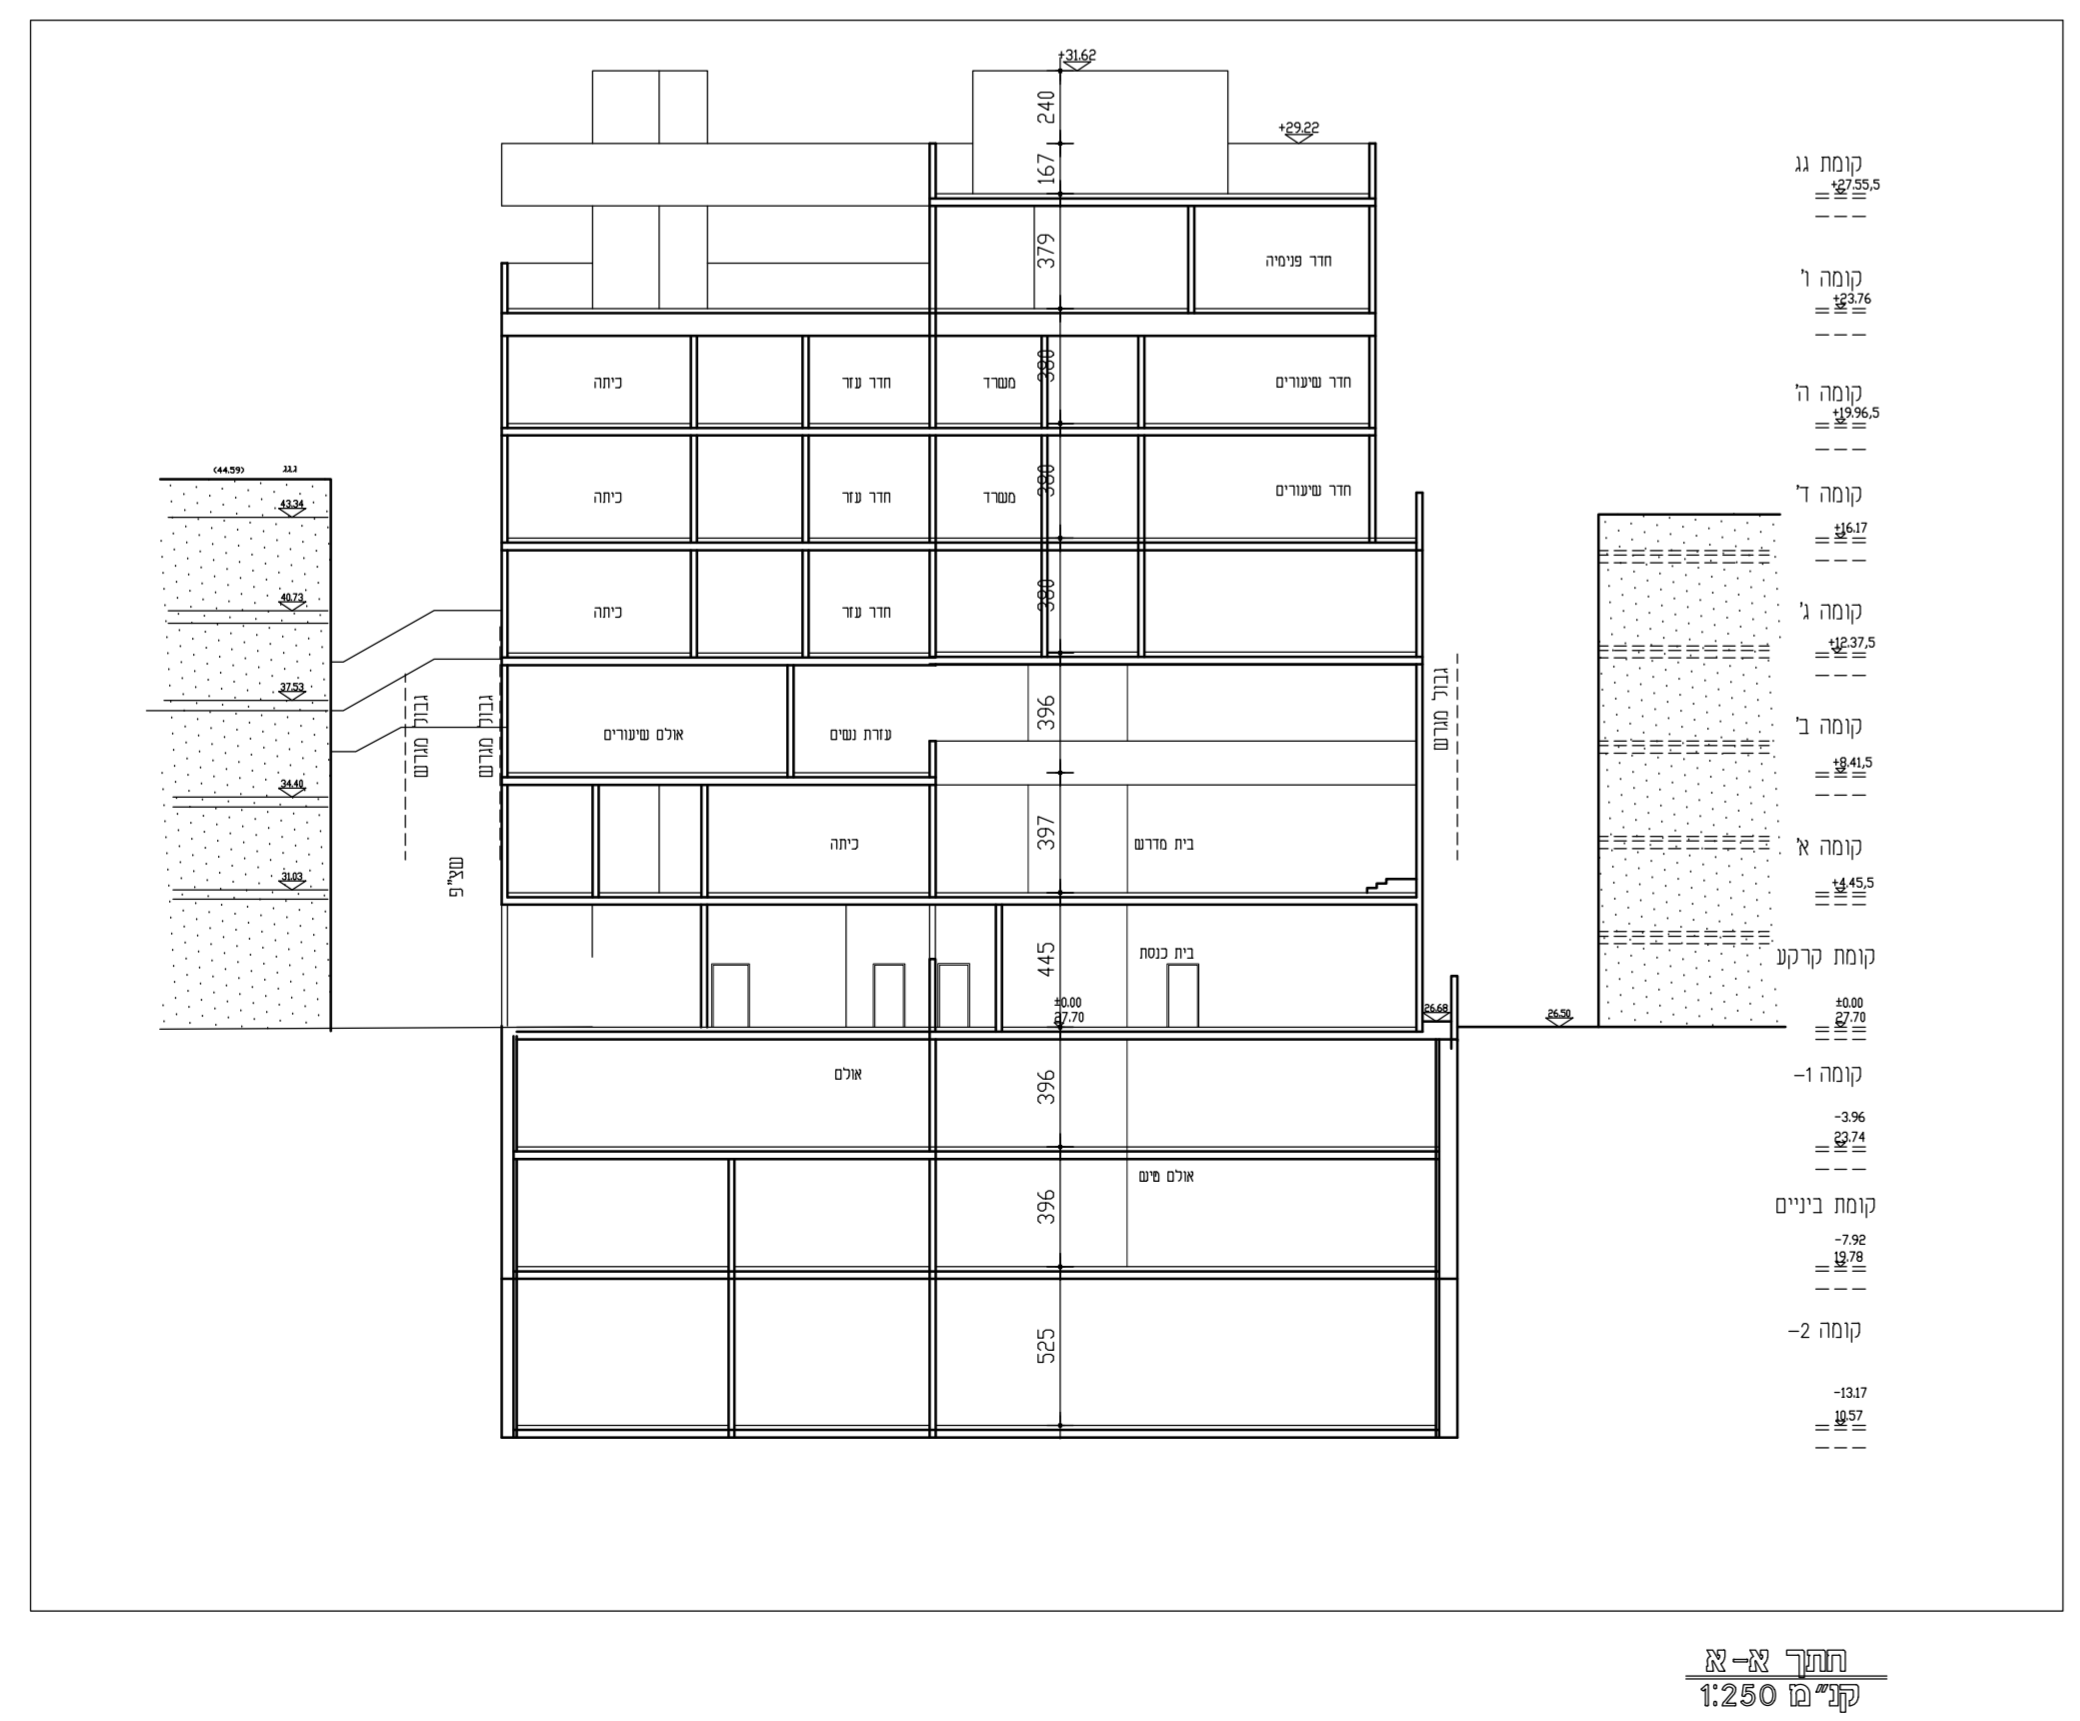 +31.62
240
+29.22
167
379
חדר פנימיה
כיתה
חדר עזר
משרד
380
חדר שיעורים
כיתה
חדר עזר
משרד
380
חדר שיעורים
כיתה
חדר עזר
380
אולם שיעורים
עזרת נשים
396
כיתה
397
בית מדרש
445
בית כנסת
±0.00
27.70
אולם
396
אולם טיש
396
525
(44.59)
ג.גג
43.34
40.73
37.53
34.40
31.03
גבול מגרש
גבול מגרש
שצ"פ
גבול מגרש
26.68
26.50
קומת גג
+27.55,5
קומה ו'
+23.76
קומה ה'
+19.96,5
קומה ד'
+16.17
קומה ג'
+12.37,5
קומה ב'
+8.41,5
קומה א'
+4.45,5
קומת קרקע
±0.00
27.70
קומה 1-
-3.96
23.74
קומת ביניים
-7.92
19.78
קומה 2-
-13.17
10.57
חתך א-א
קנ"מ 1:250